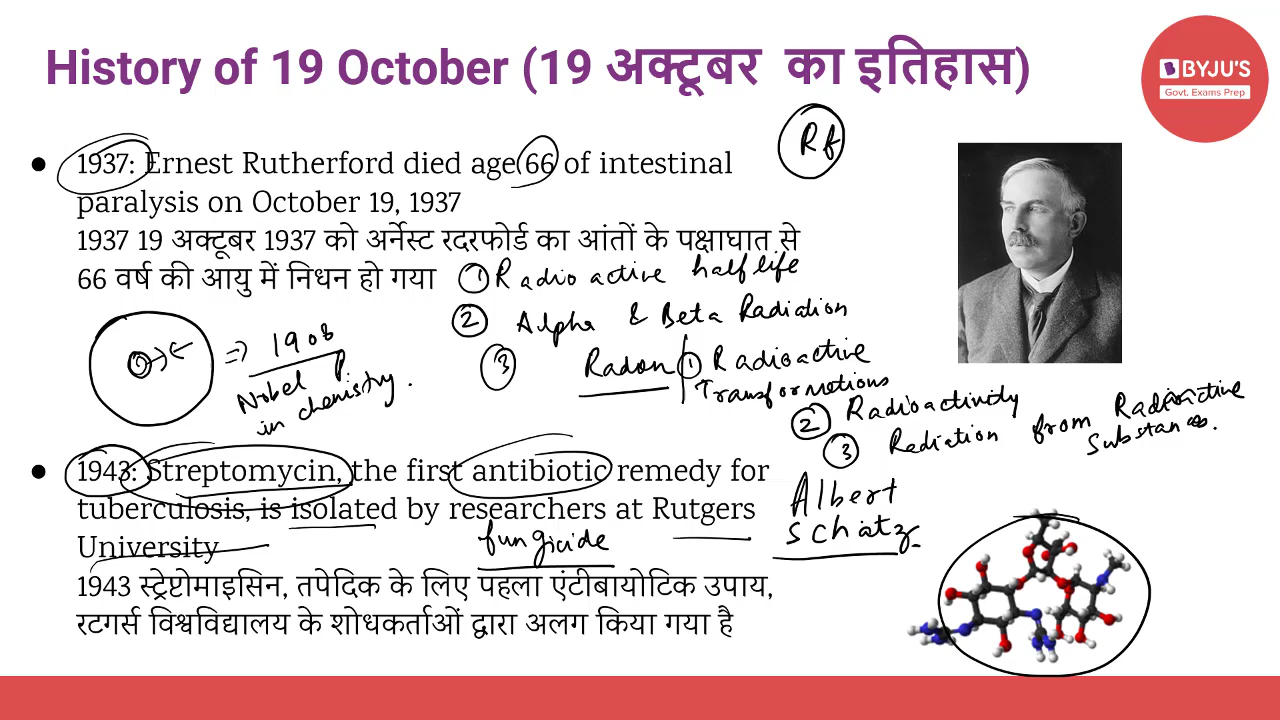 History of 19 October (19 अक्टूबर का इतिहास)
BYJU'S
Govt. Exams Prep
Rf
● 1937: Ernest Rutherford died age 66 of intestinal
paralysis on October 19, 1937
1937 19 अक्टूबर 1937 को अर्नेस्ट रदरफोर्ड का आंतों के पक्षाघात से
66 वर्ष की आयु में निधन हो गया
① Radioactive half life
② Alpha & Beta Radiation
③ Radon
① Radioactive
Transformations
② Radioactivity
③ Radiation from Radioactive
Substances.
⇒ 1908
Nobel P
in chemistry.
● 1943: Streptomycin, the first antibiotic remedy for
tuberculosis, is isolated by researchers at Rutgers
University
fungicide
Albert
Schatz
1943 स्ट्रेप्टोमाइसिन, तपेदिक के लिए पहला एंटीबायोटिक उपाय,
रटगर्स विश्वविद्यालय के शोधकर्ताओं द्वारा अलग किया गया है